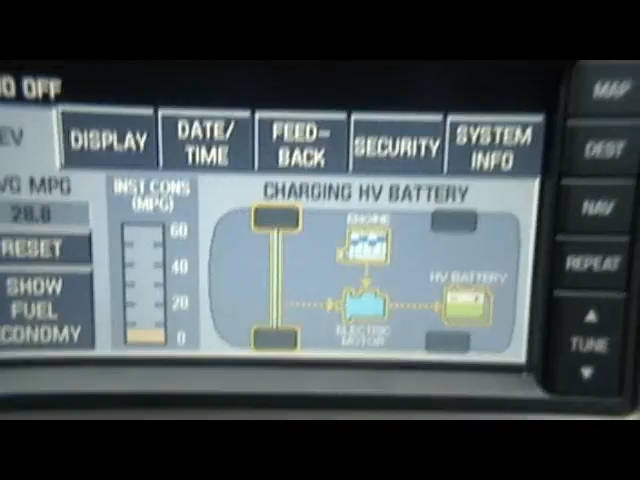 OFF
MAP
EV
DISPLAY
DATE/
TIME
FEED-
BACK
SECURITY
SYSTEM
INFO
DEST
VG MPG
28.8
RESET
SHOW
FUEL
CONOMY
INST.CONS
(MPG)
60
40
20
0
CHARGING HV BATTERY
ENGINE
HV BATTERY
ELECTRIC
MOTOR
NAV
REPEAT
TUNE